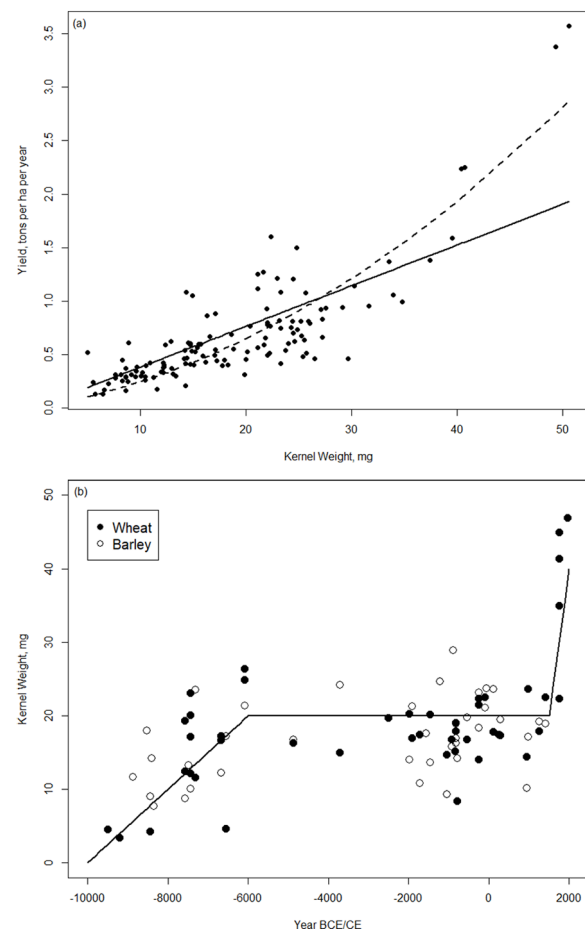 (a)
Yield, tons per ha per year
3.5
3.0
2.5
2.0
1.5
1.0
0.5
0.0
10 20 30 40 50
Kernel Weight, mg
(b)
Wheat
Barley
Kernel Weight, mg
50
40
30
20
10
0
-10000 -8000 -6000 -4000 -2000 0 2000
Year BCE/CE